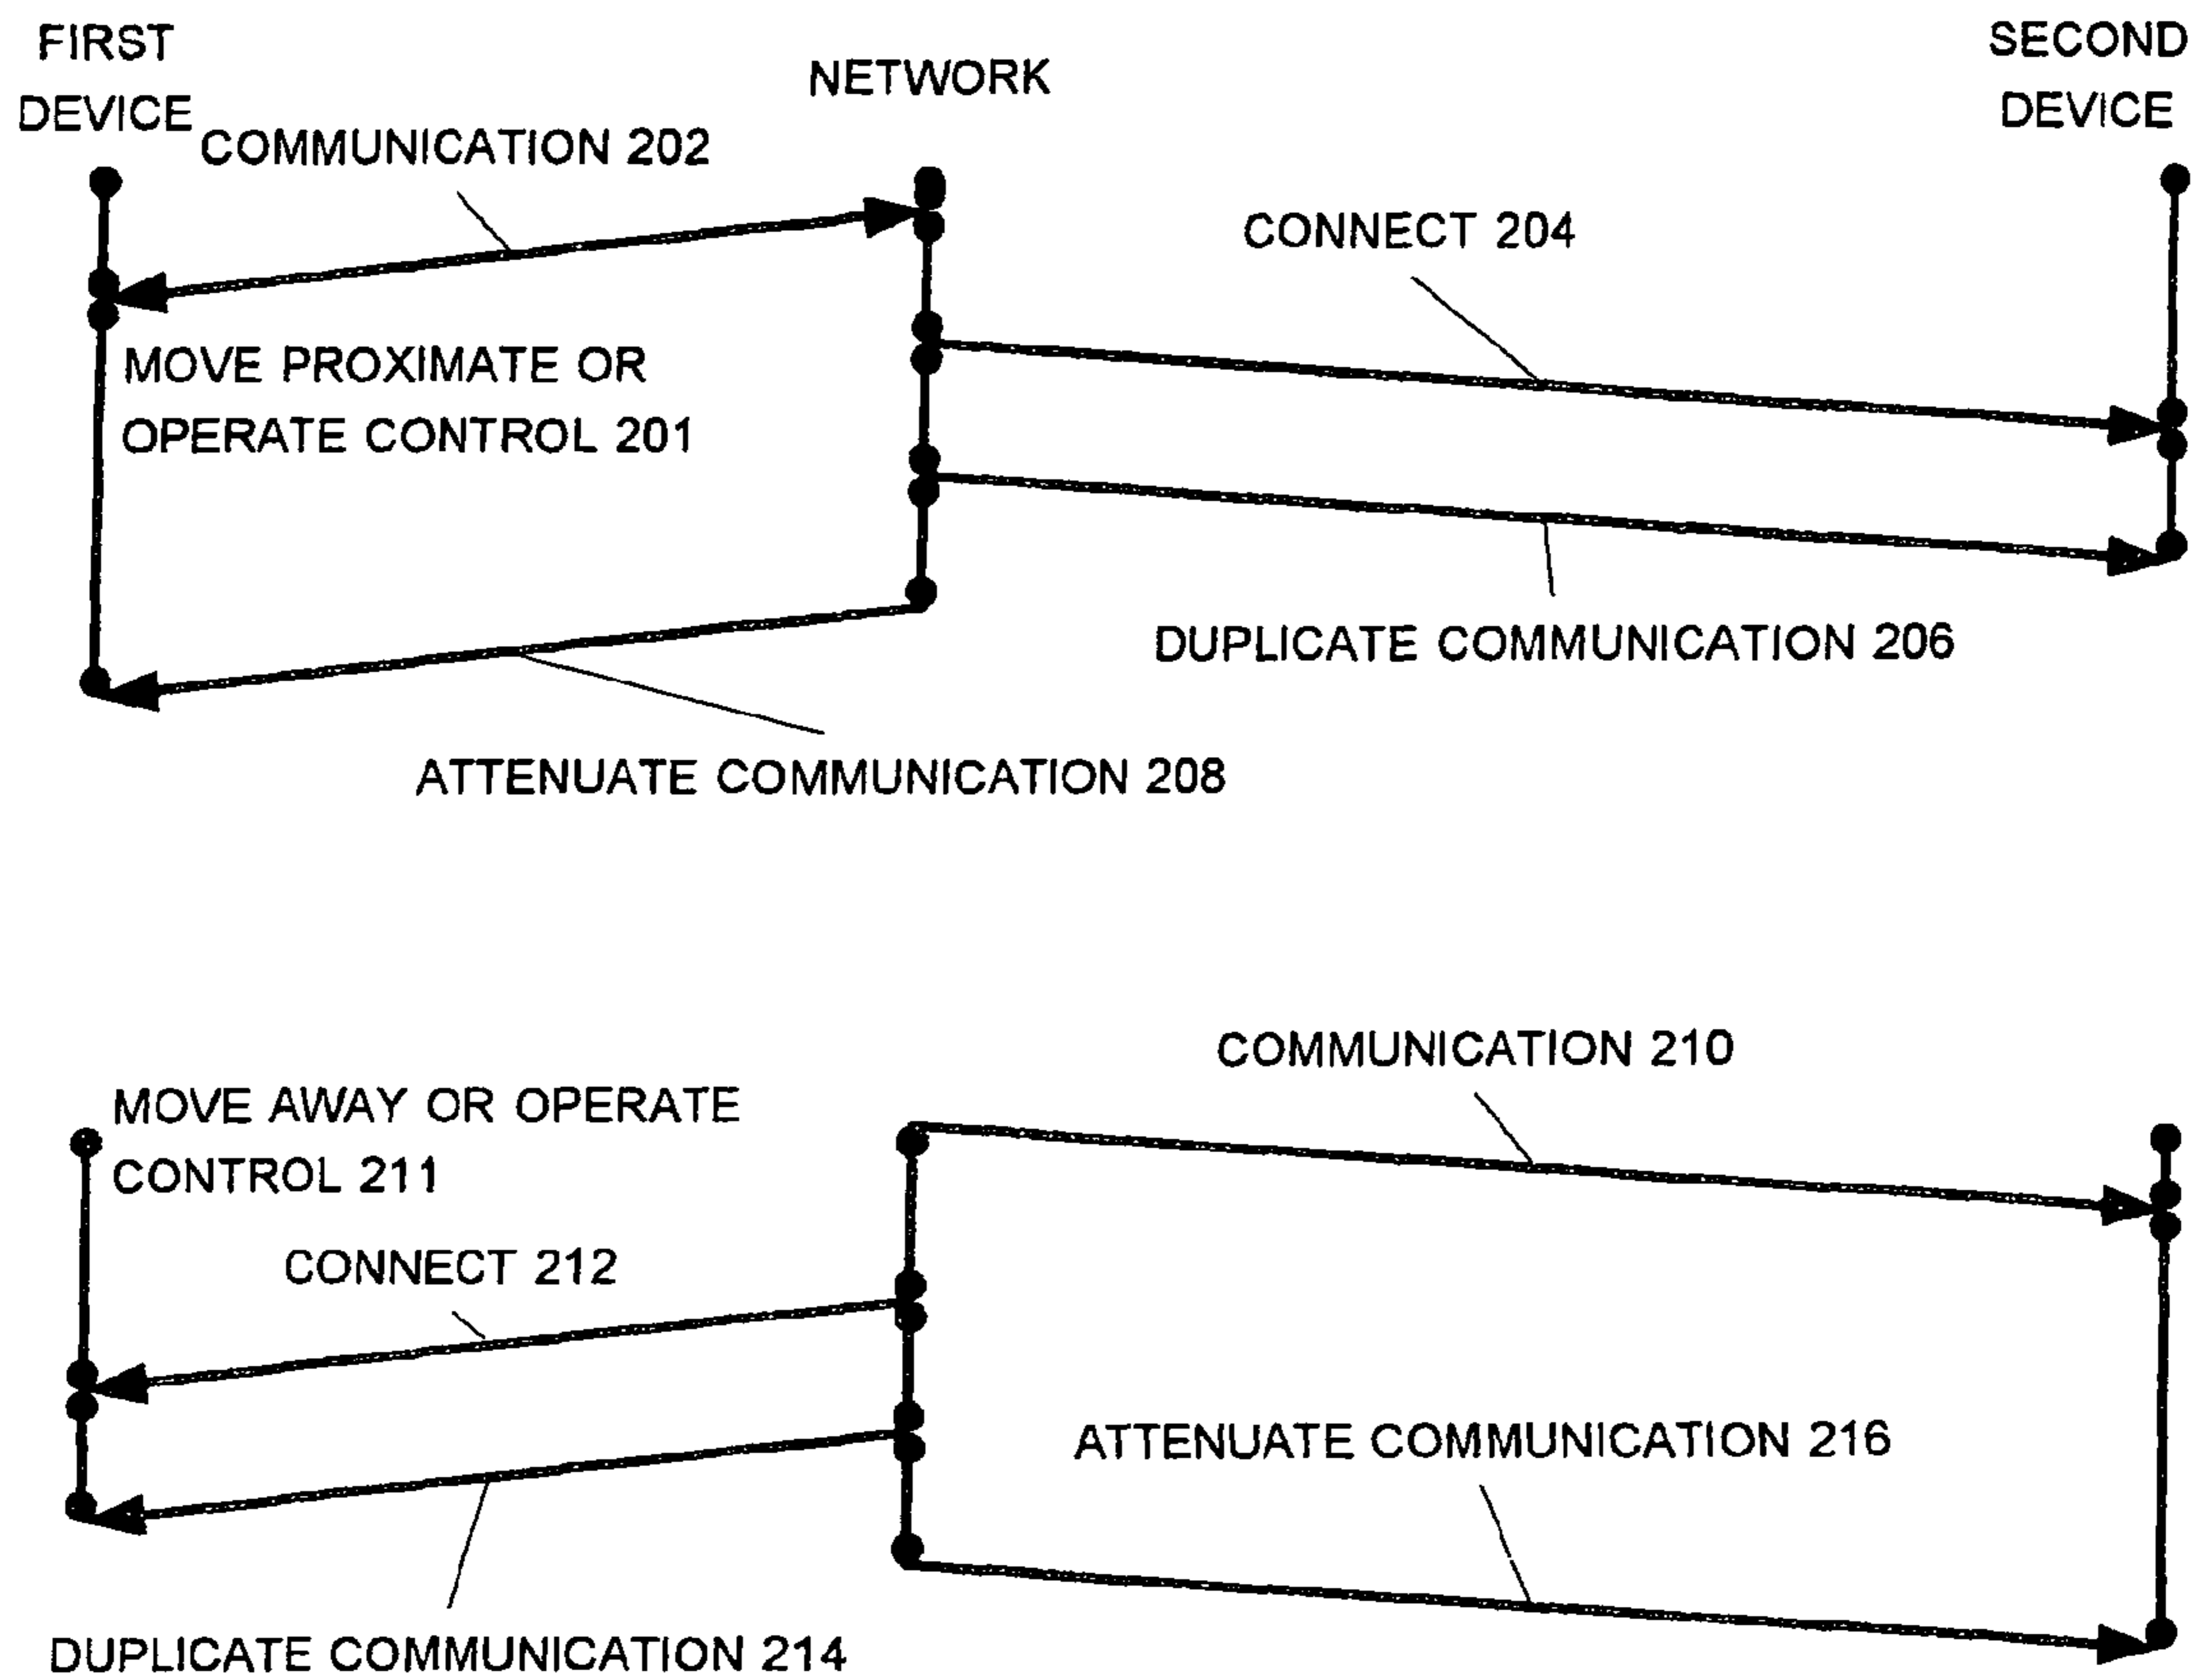 FIRST
DEVICE
NETWORK
SECOND
DEVICE
COMMUNICATION 202
CONNECT 204
MOVE PROXIMATE OR
OPERATE CONTROL 201
DUPLICATE COMMUNICATION 206
ATTENUATE COMMUNICATION 208
COMMUNICATION 210
MOVE AWAY OR OPERATE
CONTROL 211
CONNECT 212
ATTENUATE COMMUNICATION 216
DUPLICATE COMMUNICATION 214